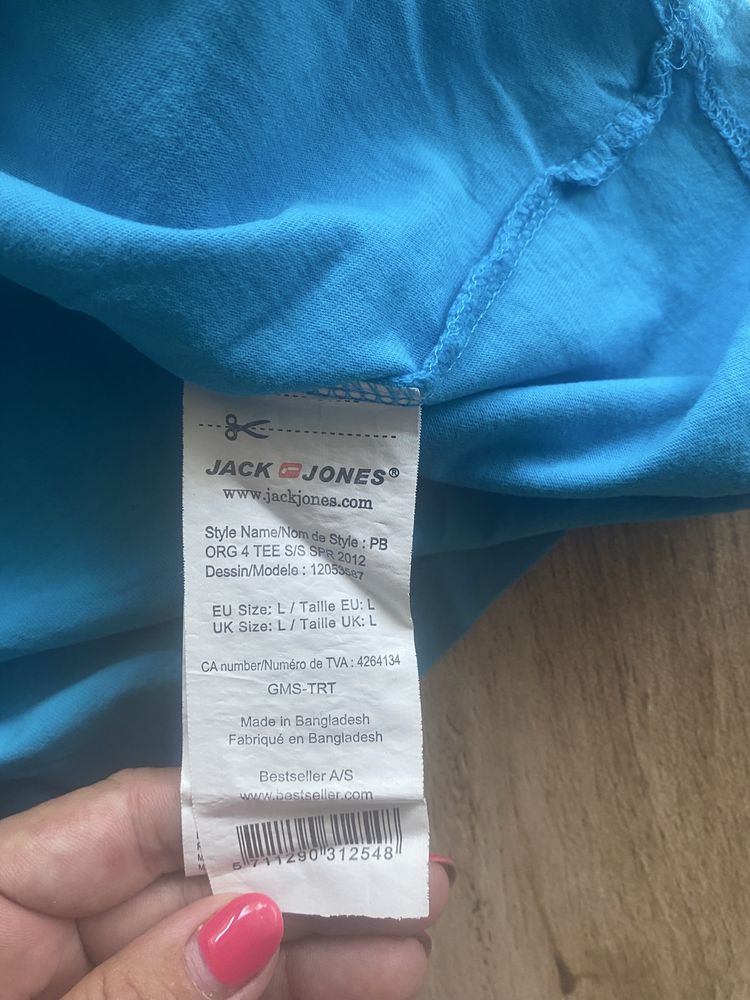 JACK JONES®
www.jackjones.com
Style Name/Nom de Style : PB
ORG 4 TEE S/S SPR 2012
Dessin/Modele : 12053687
EU Size: L / Taille EU: L
UK Size: L / Taille UK: L
CA number/Numéro de TVA : 4264134
GMS-TRT
Made in Bangladesh
Fabriqué en Bangladesh
Bestseller A/S
www.bestseller.com
5 711290 312548